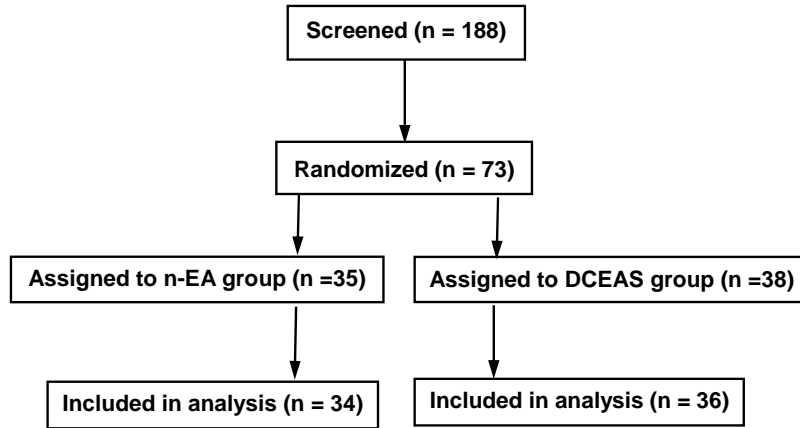 Screened (n = 188)
Randomized (n = 73)
Assigned to n-EA group (n =35)
Assigned to DCEAS group (n =38)
Included in analysis (n = 34)
Included in analysis (n = 36)